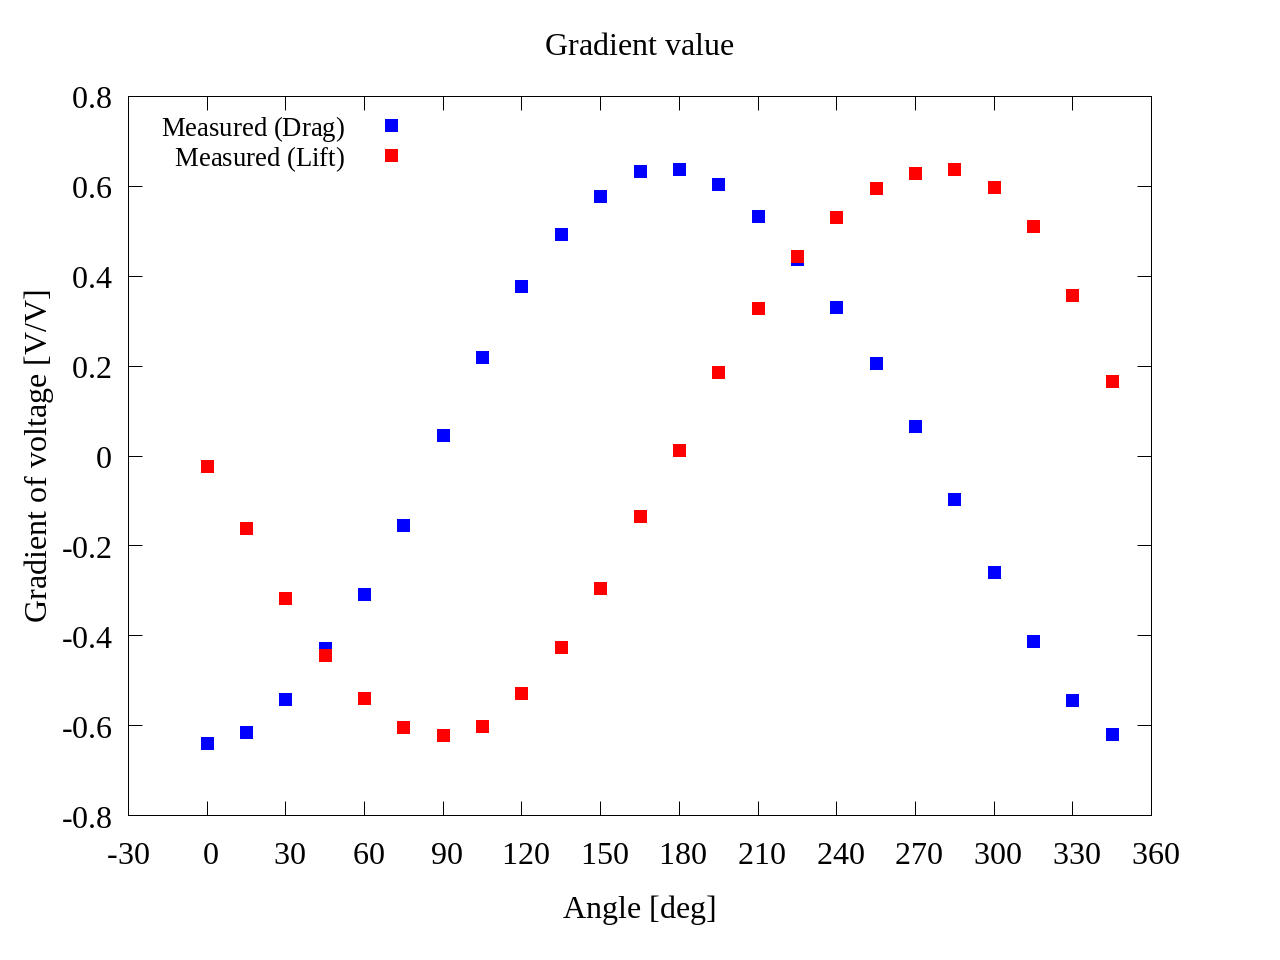 Gradient value
Measured (Drag)
Measured (Lift)
0.8
0.6
0.4
0.2
0
-0.2
-0.4
-0.6
-0.8
Gradient of voltage [V/V]
-30 0 30 60 90 120 150 180 210 240 270 300 330 360
Angle [deg]